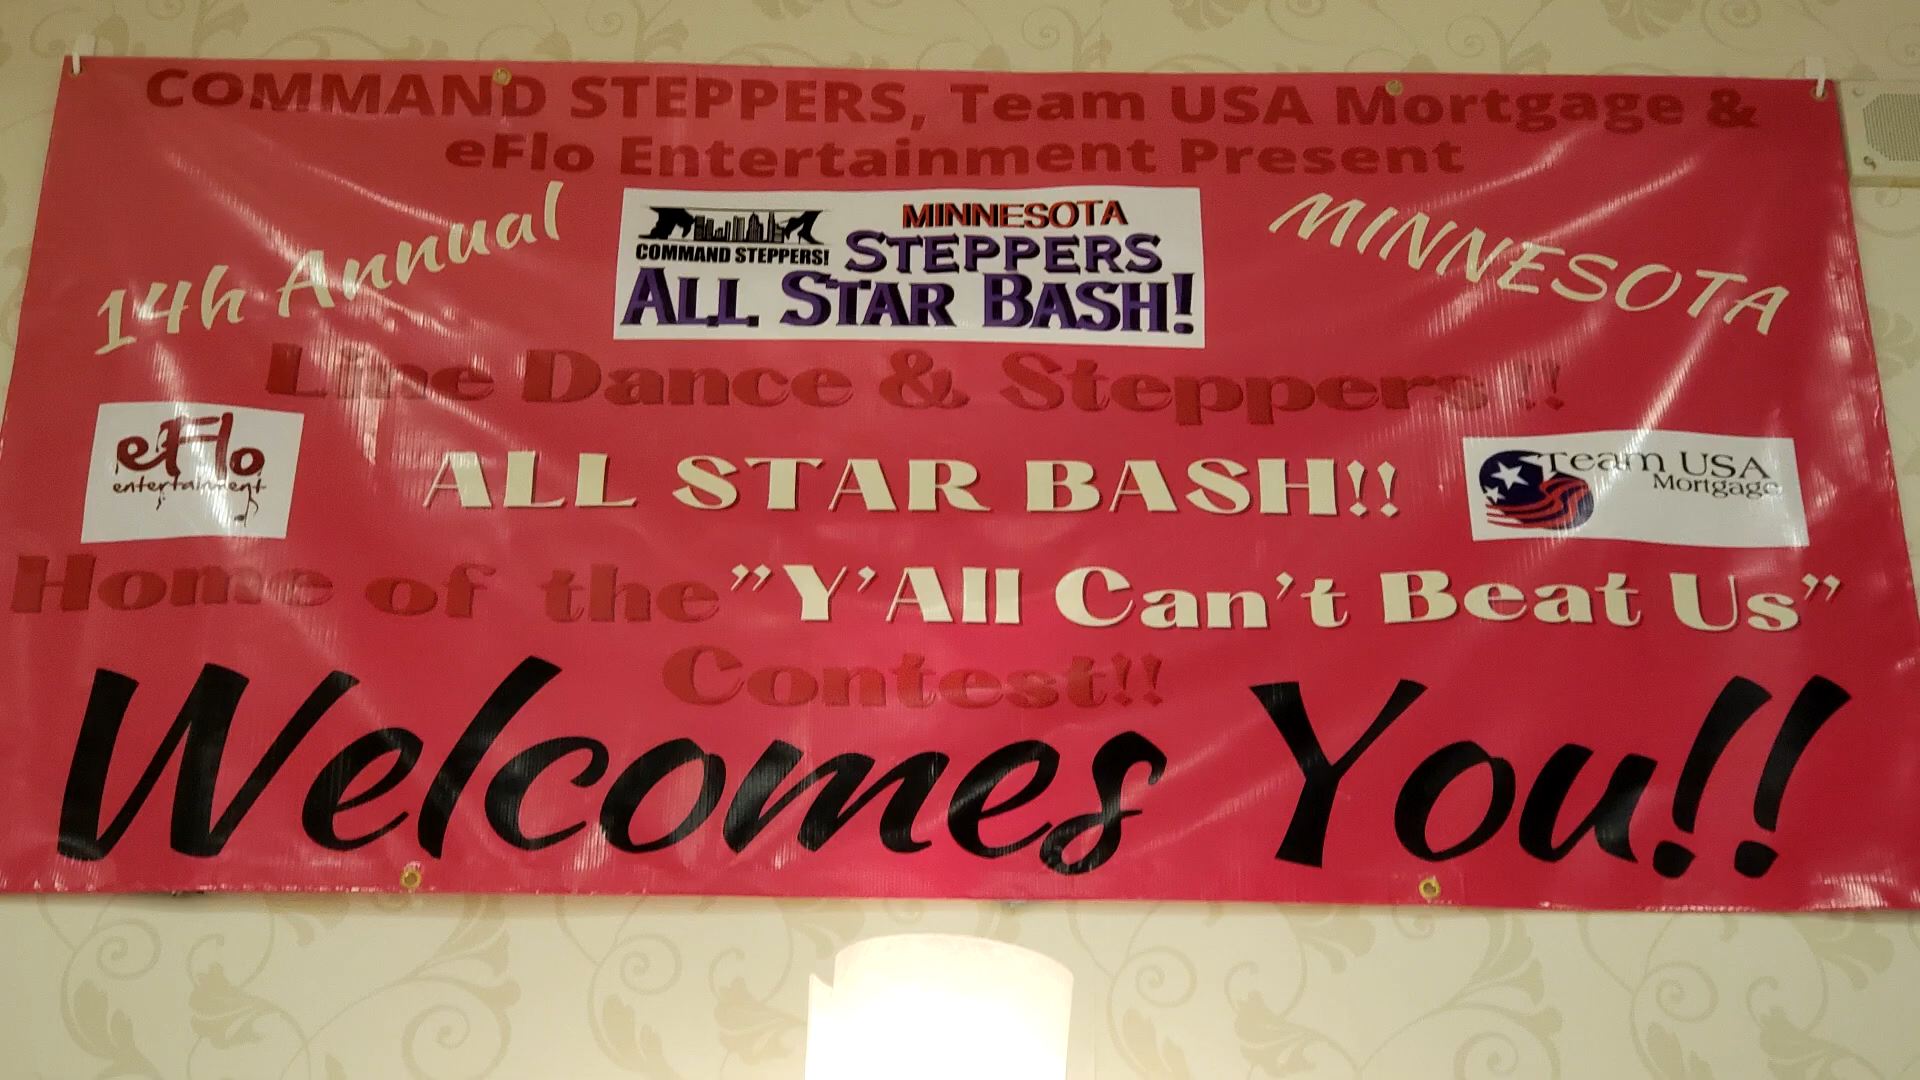 COMMAND STEPPERS, Team USA Mortgage &
eFlo Entertainment Present
14h Annual
COMMAND STEPPERS!
MINNESOTA
STEPPERS
ALL STAR BASH!
MINNESOTA
Line Dance & Steppers !!
eFlo
entertainment
ALL STAR BASH!!
Team USA
Mortgage
Home of the "Y'All Can't Beat Us"
Contest!!
Welcomes You!!